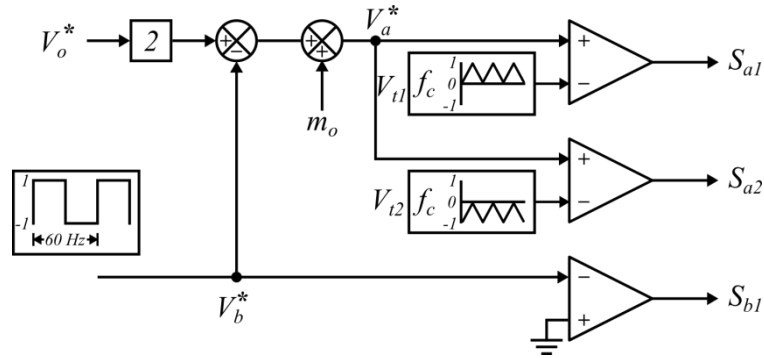 V_o* 2 + − + + V_a* + − S_a1
m_o
V_t1 f_c 1 0 -1
+ − S_a2
V_t2 f_c 1 0 -1
1 -1 60 Hz
V_b* − + S_b1